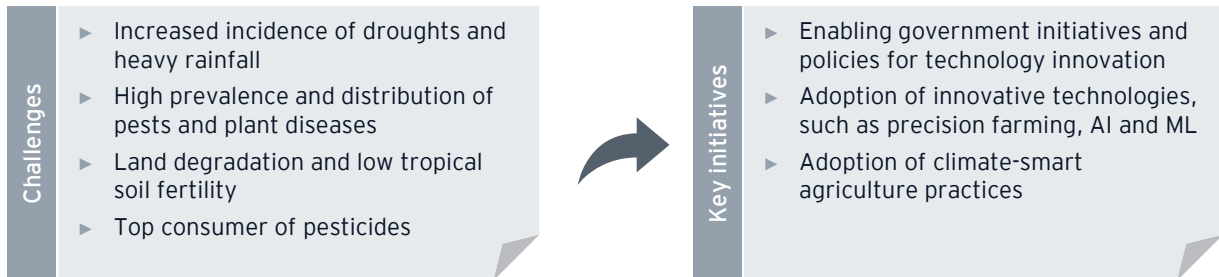 Challenges
► Increased incidence of droughts and
heavy rainfall
► High prevalence and distribution of
pests and plant diseases
► Land degradation and low tropical
soil fertility
► Top consumer of pesticides
Key initiatives
► Enabling government initiatives and
policies for technology innovation
► Adoption of innovative technologies,
such as precision farming, AI and ML
► Adoption of climate-smart
agriculture practices